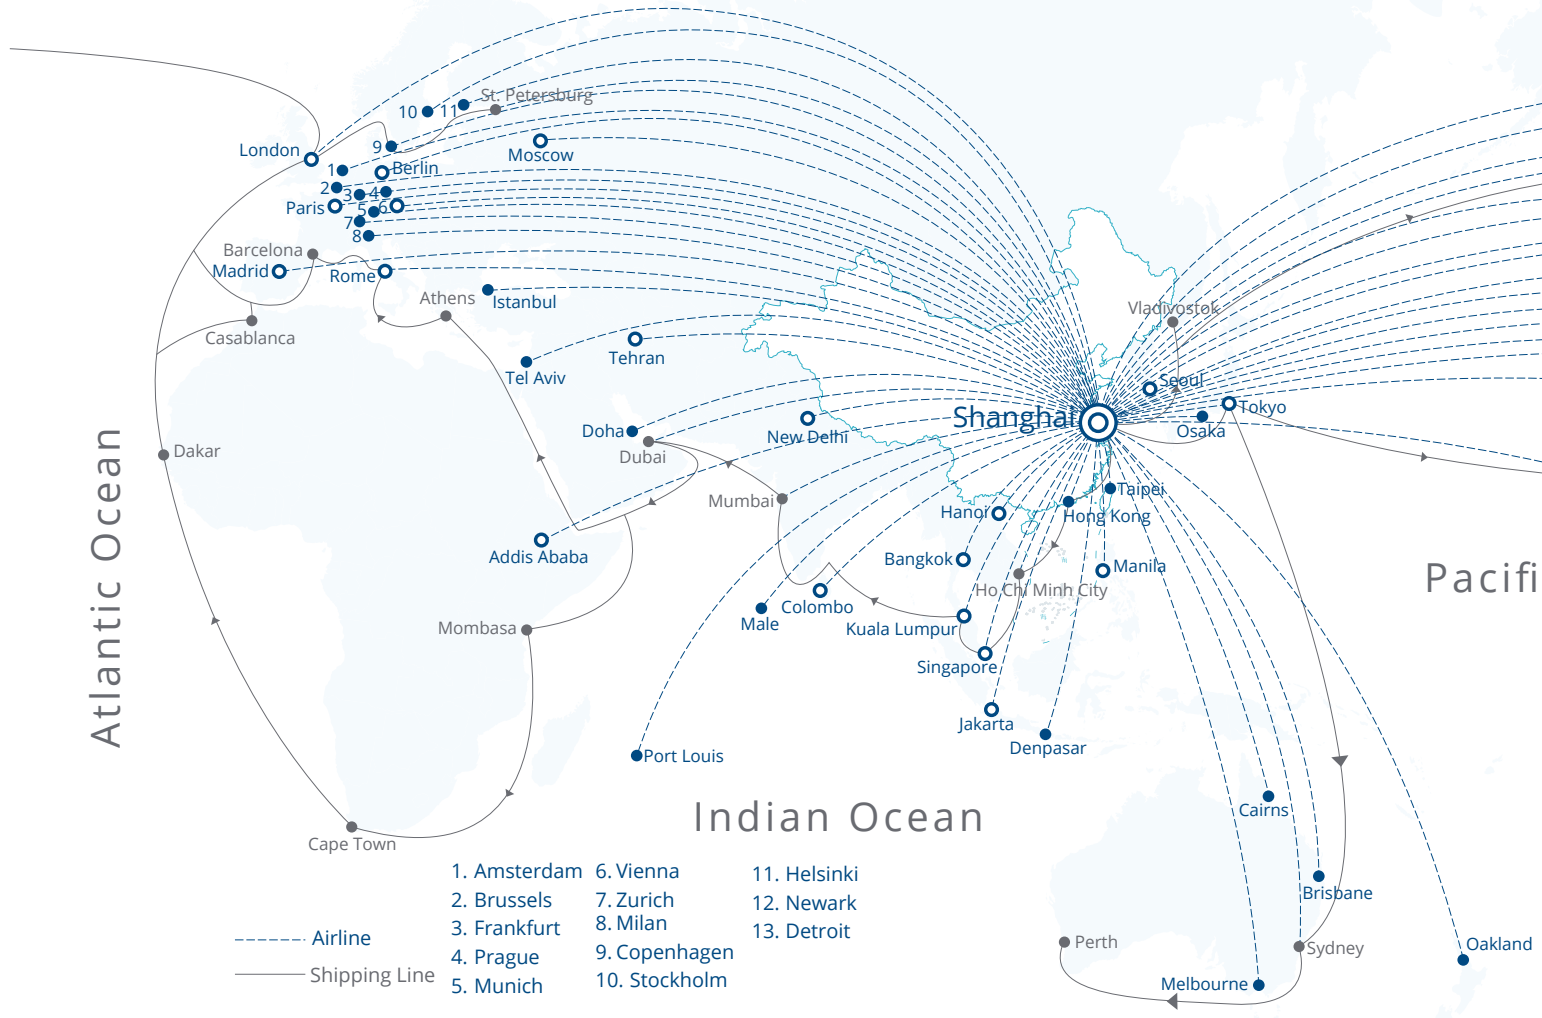 St. Petersburg
10
11
London
9
Moscow
1
Berlin
2
3
4
Paris
5
6
7
8
Barcelona
Madrid
Rome
Athens
Istanbul
Vladivostok
Casablanca
Tehran
Tel Aviv
Seoul
Shanghai
Tokyo
Doha
New Delhi
Osaka
Dakar
Dubai
Atlantic Ocean
Mumbai
Taipei
Hanoi
Hong Kong
Addis Ababa
Bangkok
Manila
Pacifi
Ho Chi Minh City
Colombo
Male
Mombasa
Kuala Lumpur
Singapore
Jakarta
Denpasar
Port Louis
Indian Ocean
Cairns
Cape Town
Brisbane
Perth
Sydney
Oakland
Melbourne
1. Amsterdam
2. Brussels
3. Frankfurt
4. Prague
5. Munich
6. Vienna
7. Zurich
8. Milan
9. Copenhagen
10. Stockholm
11. Helsinki
12. Newark
13. Detroit
Airline
Shipping Line